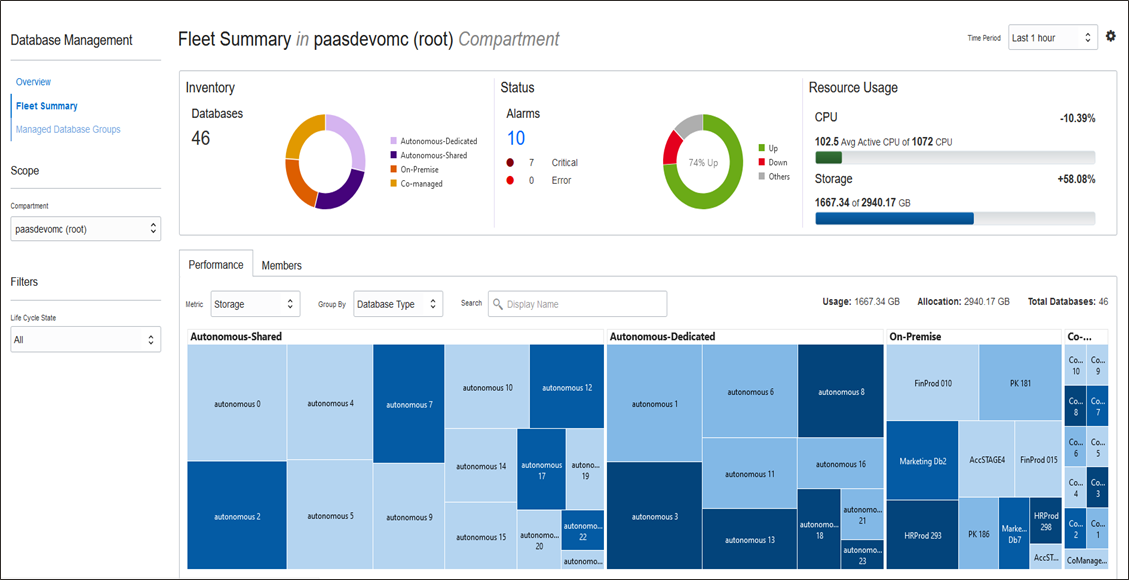 Database Management
Overview
Fleet Summary
Managed Database Groups
Scope
Compartment
paasdevomc (root)
Filters
Life Cycle State
All
Fleet Summary in paasdevomc (root) Compartment
Time Period
Last 1 hour
Inventory
Databases
46
Autonomous-Dedicated
Autonomous-Shared
On-Premise
Co-managed
Status
Alarms
10
7 Critical
0 Error
74% Up
Up
Down
Others
Resource Usage
CPU -10.39%
102.5 Avg Active CPU of 1072 CPU
Storage +58.08%
1667.34 of 2940.17 GB
Performance Members
Metric Storage Group By Database Type Search Display Name
Usage: 1667.34 GB Allocation: 2940.17 GB Total Databases: 46
Autonomous-Shared
autonomous 0
autonomous 4
autonomous 7
autonomous 10
autonomous 12
autonomous 14
autonomous
17
autono...
19
autonomous 2
autonomous 5
autonomous 9
autonomous 15
autonomo...
20
autonomo...
22
autonomo...
Autonomous-Dedicated
autonomous 1
autonomous 6
autonomous 8
autonomous 11
autonomous 16
autonomous 3
autonomous 13
autonomo...
18
autonomo...
21
autonomo...
23
On-Premise
FinProd 010
PK 181
Marketing Db2
AccSTAGE4
FinProd 015
HRProd 293
PK 186
Marke...
Db7
HRProd
298
AccST...
Co-...
Co...
10
Co...
9
Co...
8
Co...
7
Co...
6
Co...
5
Co...
4
Co...
3
Co...
2
Co...
1
CoManage...